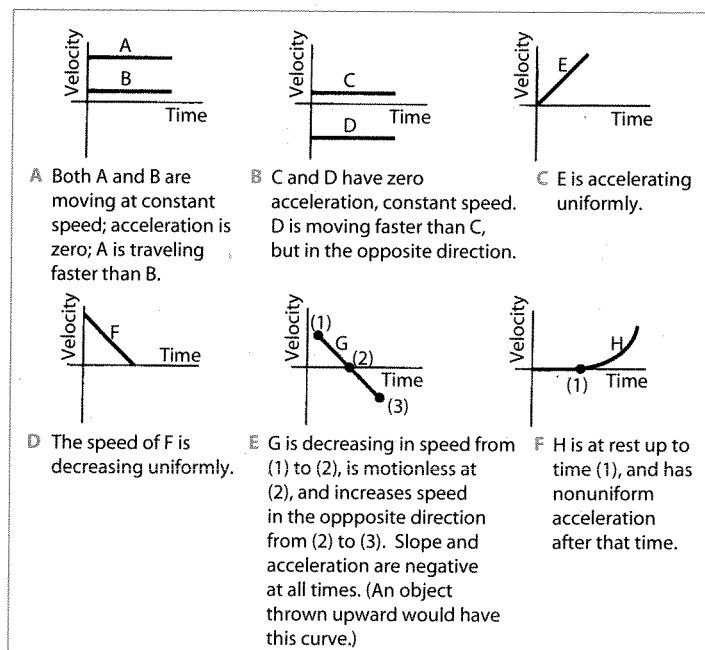 Velocity
A
B
Time
A Both A and B are
moving at constant
speed; acceleration is
zero; A is traveling
faster than B.
Velocity
C
D
Time
B C and D have zero
acceleration, constant speed.
D is moving faster than C,
but in the opposite direction.
Velocity
E
Time
C E is accelerating
uniformly.
Velocity
F
Time
D The speed of F is
decreasing uniformly.
Velocity
(1)
G
(2)
Time
(3)
E G is decreasing in speed from
(1) to (2), is motionless at
(2), and increases speed
in the oppposite direction
from (2) to (3). Slope and
acceleration are negative
at all times. (An object
thrown upward would have
this curve.)
Velocity
H
(1)
Time
F H is at rest up to
time (1), and has
nonuniform
acceleration
after that time.